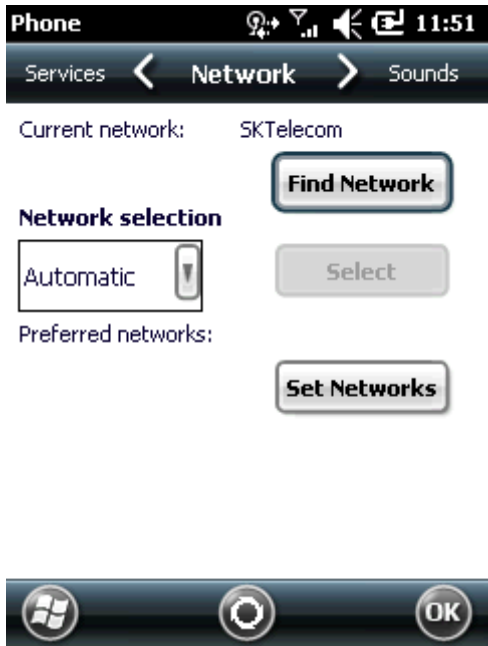 Phone 11:51
Services Network Sounds
Current network: SKTelecom
Find Network
Network selection
Automatic Select
Preferred networks:
Set Networks
OK